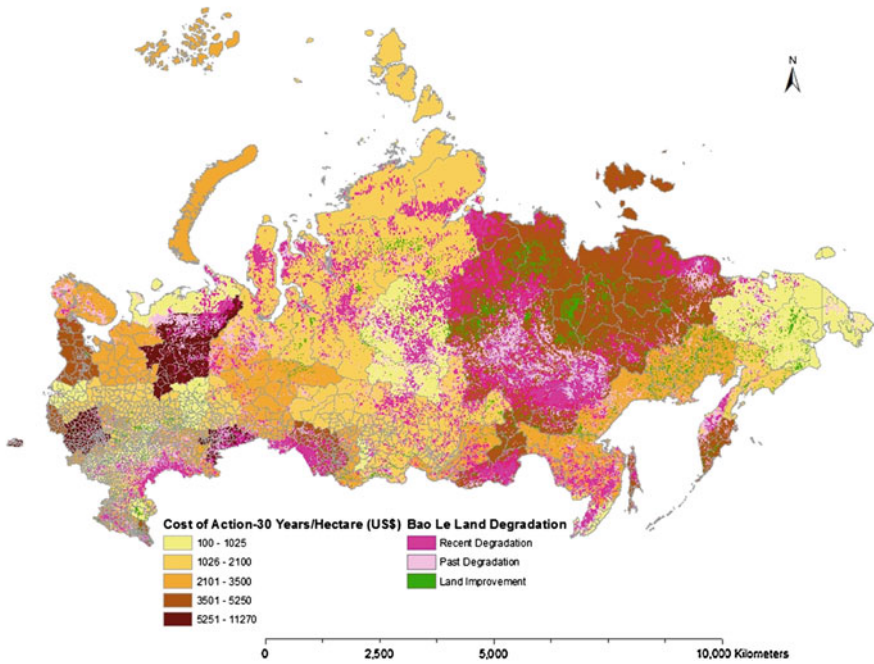 N
Cost of Action-30 Years/Hectare (US$)
100 - 1025
1026 - 2100
2101 - 3500
3501 - 5250
5251 - 11270
Bao Le Land Degradation
Recent Degradation
Past Degradation
Land Improvement
0 2,500 5,000 10,000 Kilometers